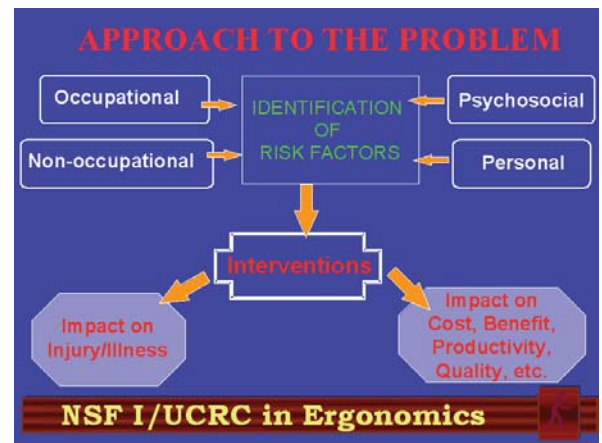 APPROACH TO THE PROBLEM
Occupational
Non-occupational
IDENTIFICATION
OF
RISK FACTORS
Psychosocial
Personal
Interventions
Impact on
Injury/Illness
Impact on
Cost, Benefit,
Productivity,
Quality, etc.
NSF I/UCRC in Ergonomics